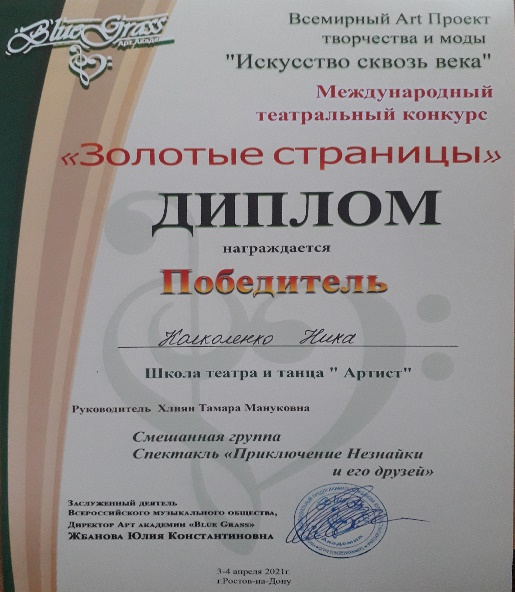 Blue Grass
Арт Академия
Всемирный Art Проект
творчества и моды
"Искусство сквозь века"
Международный
театральный конкурс
«Золотые страницы»
ДИПЛОМ
награждается
Победитель
Колколенко Ника
Школа театра и танца " Артист"
Руководитель Хлиян Тамара Мануковна
Смешанная группа
Спектакль «Приключение Незнайки
и его друзей»
Заслуженный деятель
Всероссийского музыкального общества,
Директор Арт академии «Blue Grass»
Жбанова Юлия Константиновна
3-4 апреля 2021г.
г.Ростов-на-Дону